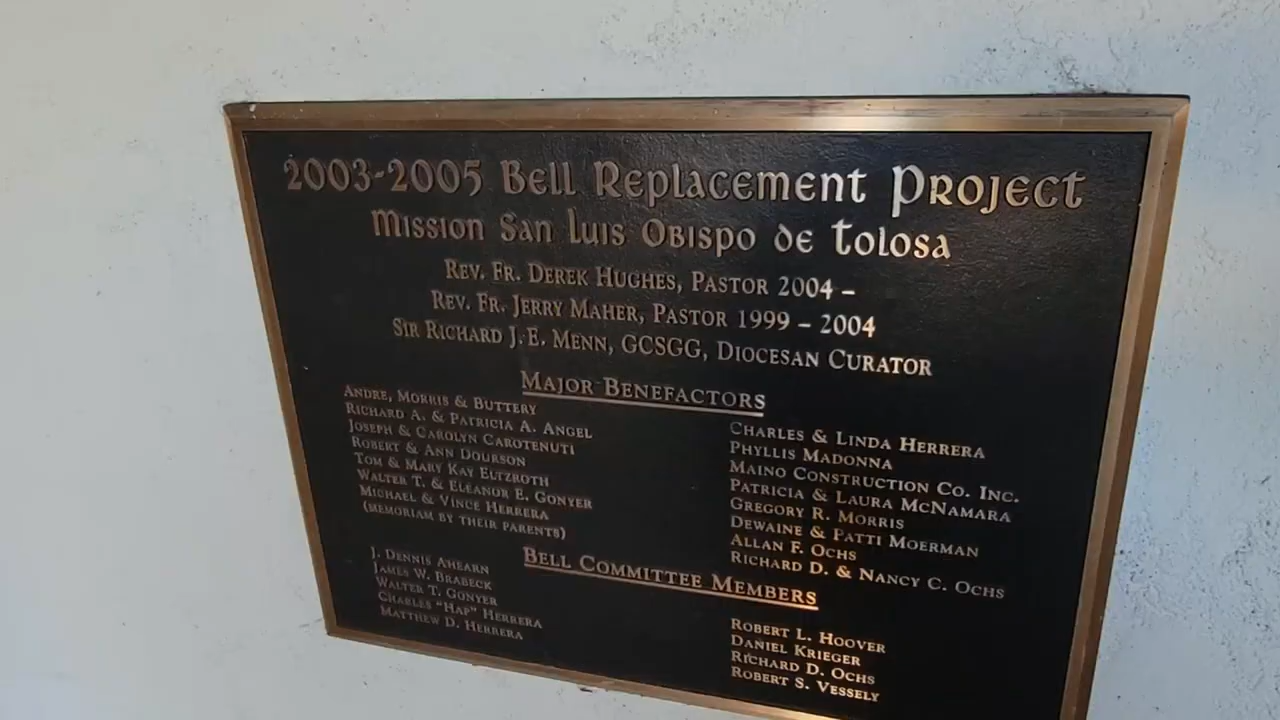 2003-2005 Bell Replacement Project
Mission San Luis Obispo de Tolosa
Rev. Fr. Derek Hughes, Pastor 2004 –
Rev. Fr. Jerry Maher, Pastor 1999 – 2004
Sir Richard J.E. Menn, GCSGG, Diocesan Curator
Major Benefactors
Andre, Morris & Buttery
Richard A. & Patricia A. Angel
Joseph & Carolyn Carotenuti
Robert & Ann Dourson
Tom & Mary Kay Eltzroth
Walter T. & Eleanor E. Gonyer
Michael & Vince Herrera
(memoriam by their parents)
Charles & Linda Herrera
Phyllis Madonna
Maino Construction Co. Inc.
Patricia & Laura McNamara
Gregory R. Morris
Dewaine & Patti Moerman
Allan F. Ochs
Richard D. & Nancy C. Ochs
Bell Committee Members
J. Dennis Ahearn
James W. Brabeck
Walter T. Gonyer
Charles "Hap" Herrera
Matthew D. Herrera
Robert L. Hoover
Daniel Krieger
Richard D. Ochs
Robert S. Vessely